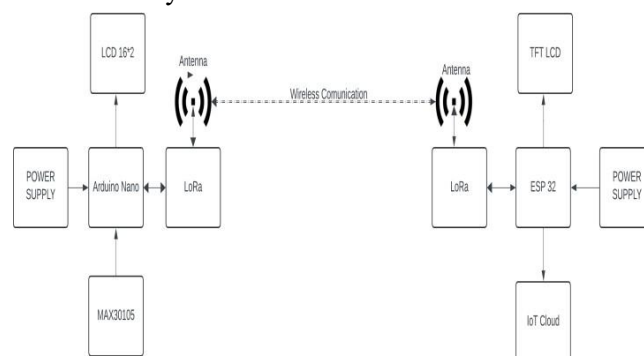 LCD 16*2
Antenna
Wireless Comunication
Antenna
TFT LCD
POWER
SUPPLY
Arduino Nano
LoRa
LoRa
ESP 32
POWER
SUPPLY
MAX30105
IoT Cloud